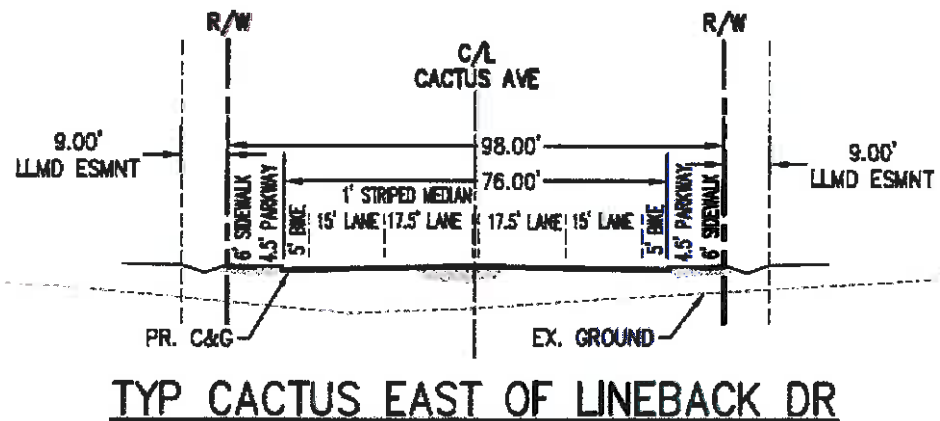 R/W
R/W
C/L
CACTUS AVE
9.00'
LLMD ESMNT
98.00'
9.00'
LLMD ESMNT
76.00'
1' STRIPED MEDIAN
6' SIDEWALK
4.5' PARKWAY
5' BIKE
15' LANE
17.5' LANE
17.5' LANE
15' LANE
5' BIKE
4.5' PARKWAY
6' SIDEWALK
PR. C&G
EX. GROUND
TYP CACTUS EAST OF LINEBACK DR